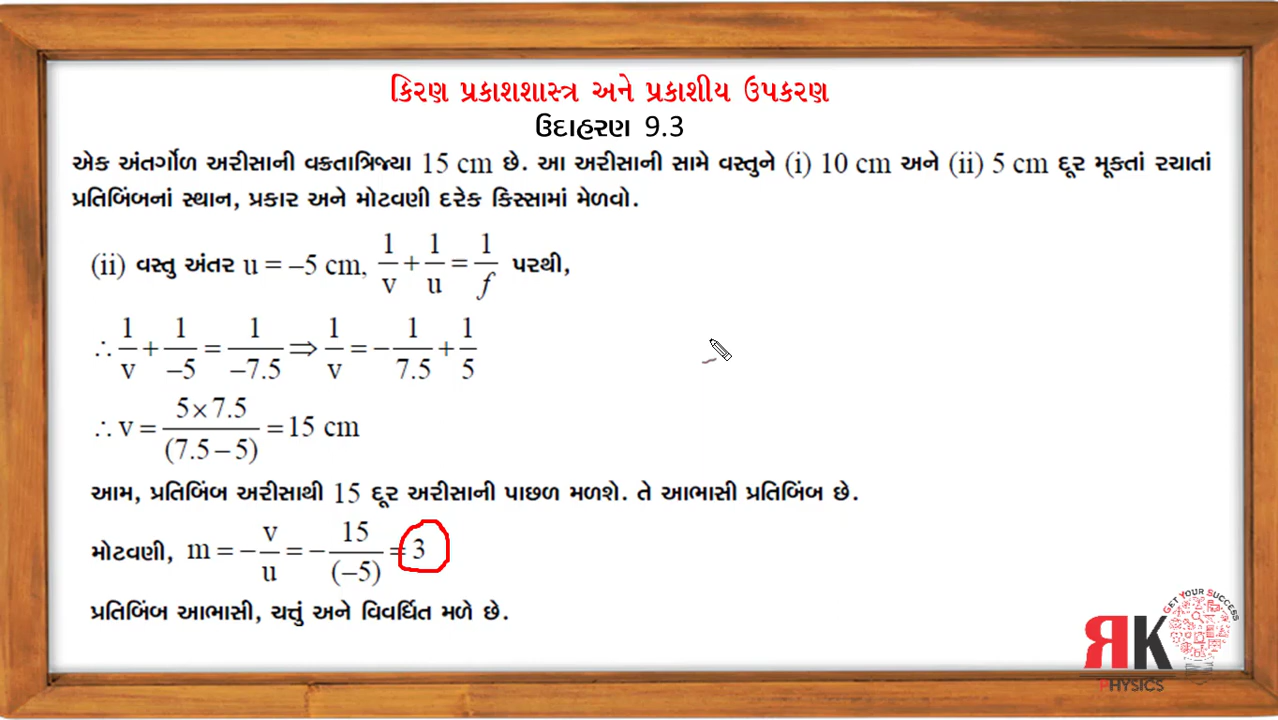 કિરણ પ્રકાશશાસ્ત્ર અને પ્રકાશીય ઉપકરણ
ઉદાહરણ 9.3
એક અંતર્ગોળ અરીસાની વક્રતાત્રિજ્યા 15 cm છે. આ અરીસાની સામે વસ્તુને (i) 10 cm અને (ii) 5 cm દૂર મૂકતાં રચાતાં
પ્રતિબિંબનાં સ્થાન, પ્રકાર અને મોટવણી દરેક કિસ્સામાં મેળવો.
(ii) વસ્તુ અંતર u = –5 cm, 1/v + 1/u = 1/f પરથી,
∴ 1/v + 1/–5 = 1/–7.5 ⇒ 1/v = – 1/7.5 + 1/5
∴ v = 5×7.5/(7.5 – 5) = 15 cm
આમ, પ્રતિબિંબ અરીસાથી 15 દૂર અરીસાની પાછળ મળશે. તે આભાસી પ્રતિબિંબ છે.
મોટવણી, m = – v/u = – 15/(–5) = 3
પ્રતિબિંબ આભાસી, ચત્તું અને વિવર્ધિત મળે છે.
GET YOUR SUCCESS
RK
PHYSICS